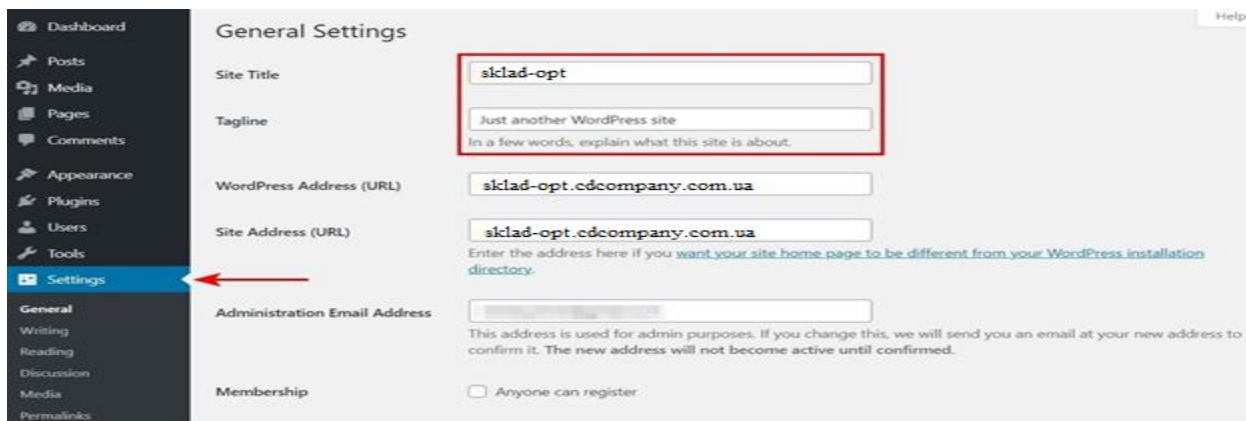 Dashboard
Posts
Media
Pages
Comments
Appearance
Plugins
Users
Tools
Settings
General
Writing
Reading
Discussion
Media
Permalinks
Help
General Settings
Site Title
sklad-opt
Tagline
Just another WordPress site
In a few words, explain what this site is about.
WordPress Address (URL)
sklad-opt.cdcompany.com.ua
Site Address (URL)
sklad-opt.cdcompany.com.ua
Enter the address here if you want your site home page to be different from your WordPress installation
directory.
Administration Email Address
This address is used for admin purposes. If you change this, we will send you an email at your new address to
confirm it. The new address will not become active until confirmed.
Membership
Anyone can register